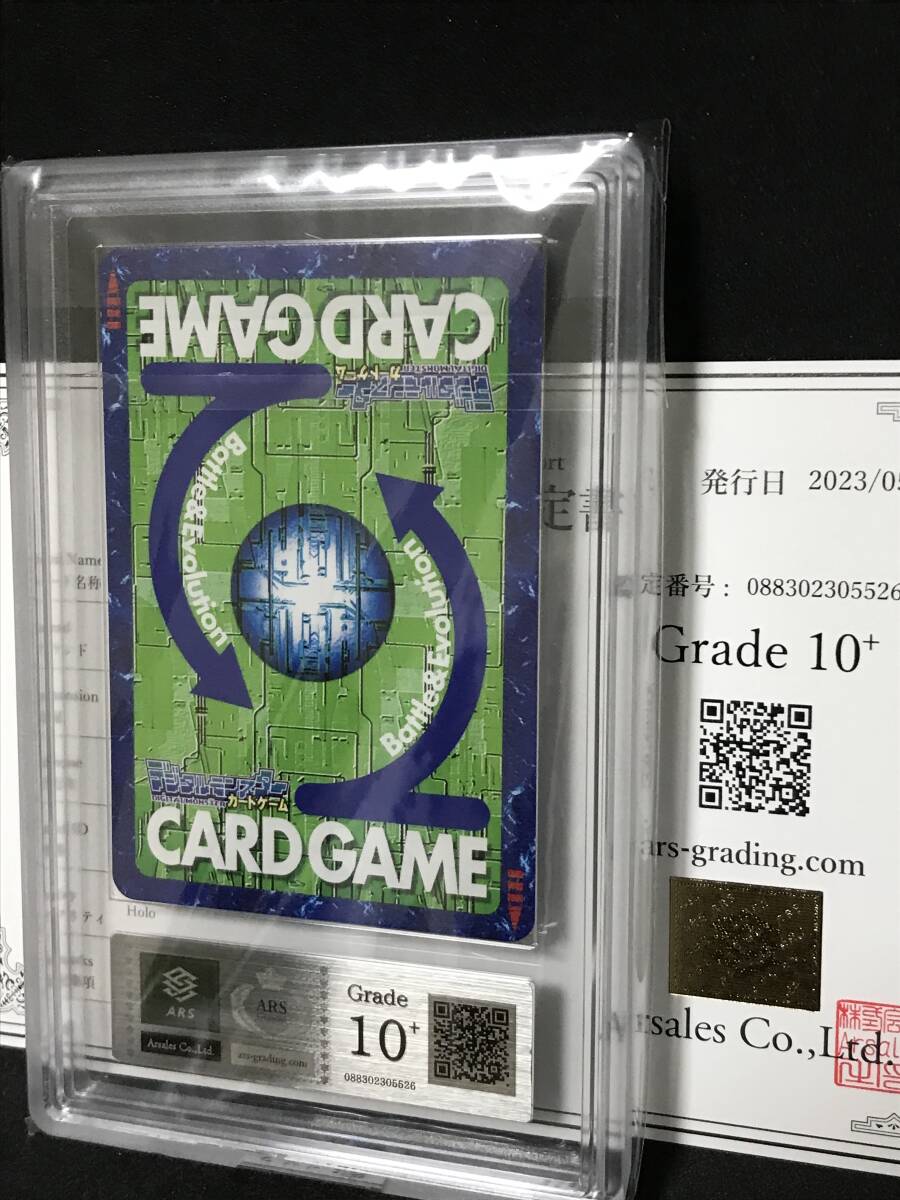 CARD GAME
デジタルモンスター
DIGITAL MONSTER
カードゲーム
Battle&Evolution
Battle&Evolution
デジタルモンスター
DIGITAL MONSTER
カードゲーム
CARD GAME
Name
名称
ド
Holo
ティ
発行日 2023/05
定番号: 088302305526
Grade 10+
ars-grading.com
Arsales Co.,Ltd.
ARS
Arsales Co.,Ltd.
ARS
ars-grading.com
Grade
10+
088302305526